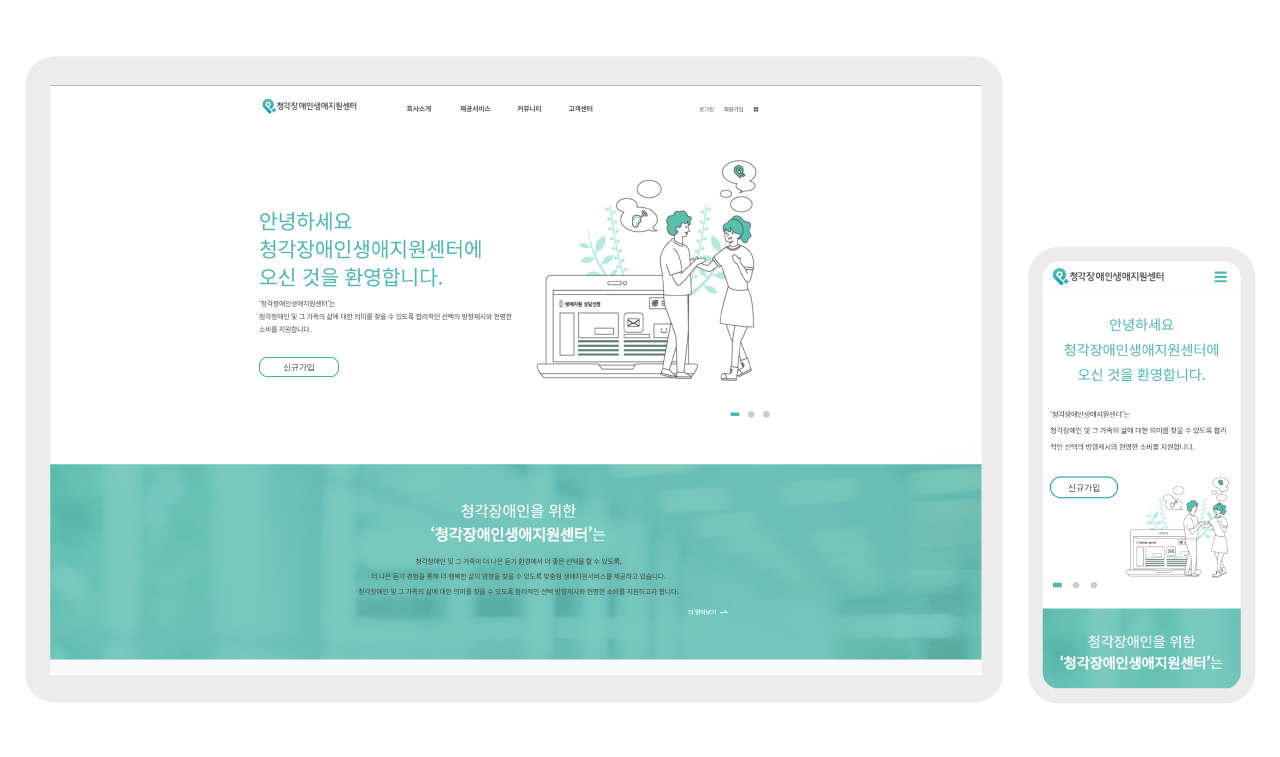 청각장애인생애지원센터
회사소개 제공서비스 커뮤니티 고객센터
로그인 회원가입
안녕하세요
청각장애인생애지원센터에
오신 것을 환영합니다.
'청각장애인생애지원센터'는
청각장애인 및 그 가족의 삶에 대한 의미를 찾을 수 있도록 합리적인 선택의 방향제시와 현명한
소비를 지원합니다.
신규가입
생애지원 상담신청
청각장애인을 위한
‘청각장애인생애지원센터’는
청각장애인 및 그 가족이 더 나은 듣기 환경에서 더 좋은 선택을 할 수 있도록,
더 나은 듣기 경험을 통해 더 행복한 삶의 방향을 찾을 수 있도록 맞춤형 생애지원서비스를 제공하고 있습니다.
청각장애인 및 그 가족의 삶에 대한 의미를 찾을 수 있도록 합리적인 선택 방향제시와 현명한 소비를 지원하고자 합니다.
더 알아보기
청각장애인생애지원센터
안녕하세요
청각장애인생애지원센터에
오신 것을 환영합니다.
'청각장애인생애지원센터'는
청각장애인 및 그 가족의 삶에 대한 의미를 찾을 수 있도록 합리
적인 선택의 방향제시와 현명한 소비를 지원합니다.
신규가입
청각장애인을 위한
‘청각장애인생애지원센터’는